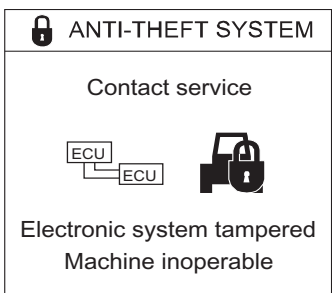 ANTI-THEFT SYSTEM
Contact service
ECU
ECU
Electronic system tampered
Machine inoperable